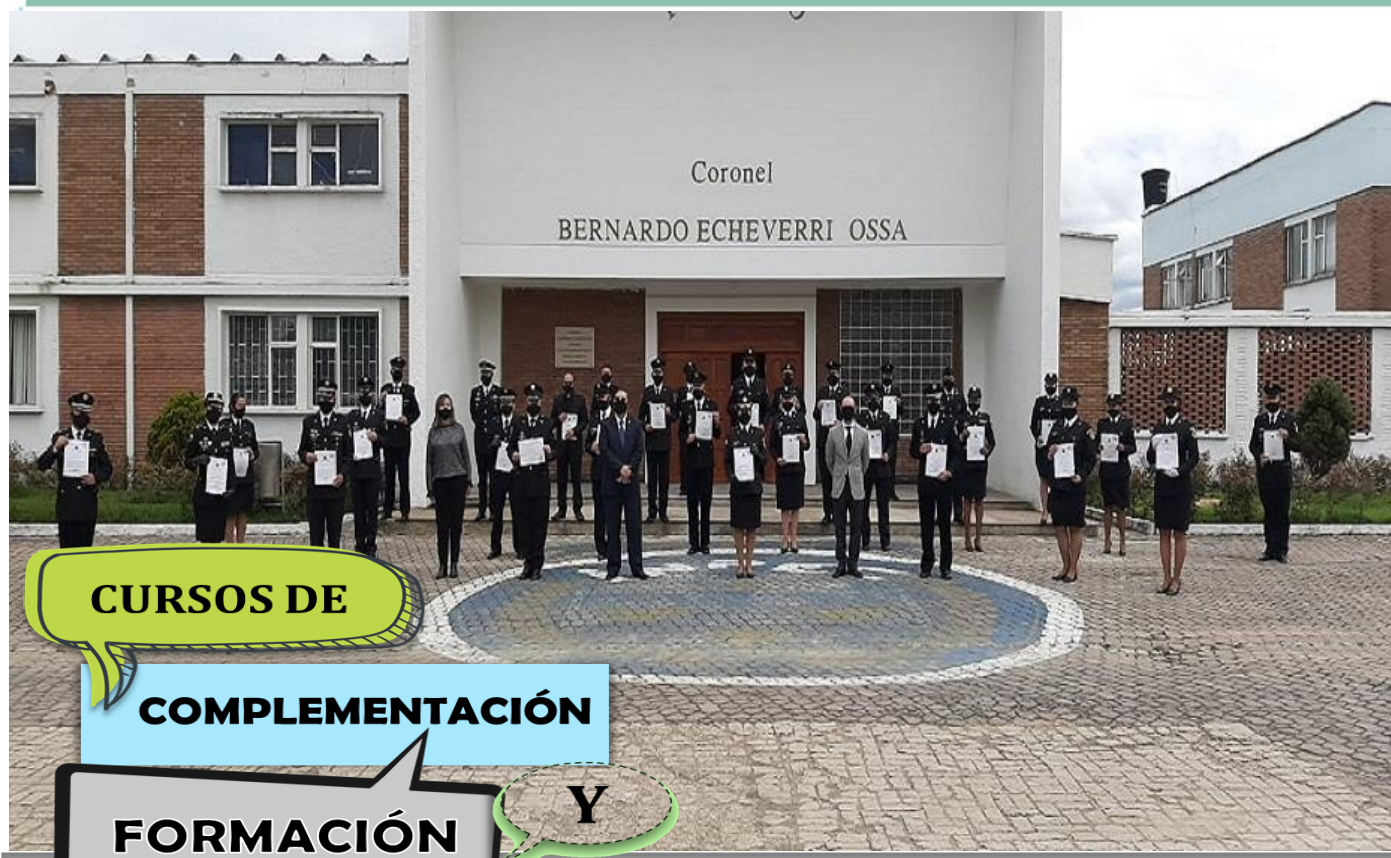 Coronel
BERNARDO ECHEVERRI OSSA
CURSOS DE
COMPLEMENTACIÓN
Y
FORMACIÓN